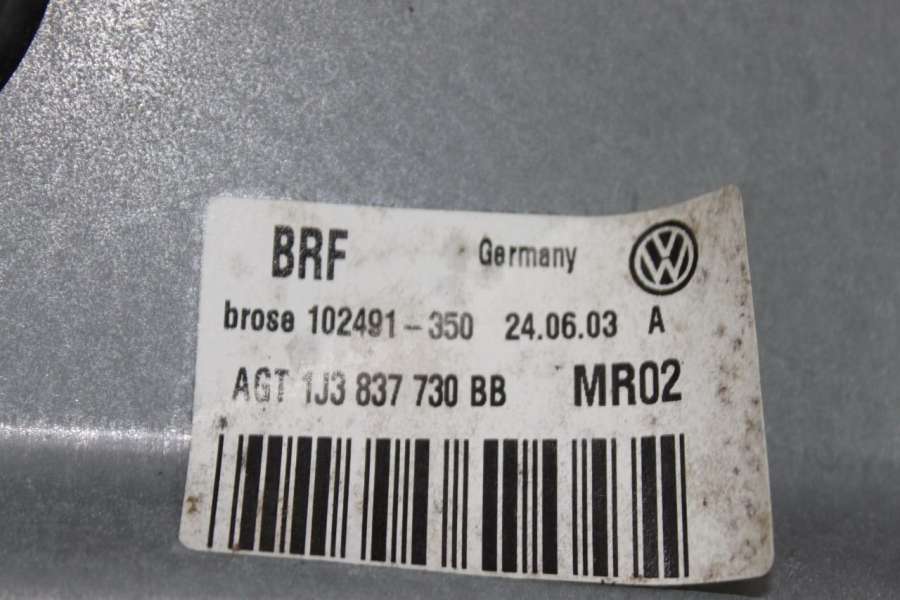 BRF Germany
brose 102491-350 24.06.03 A
AGT 1J3 837 730 BB MR02